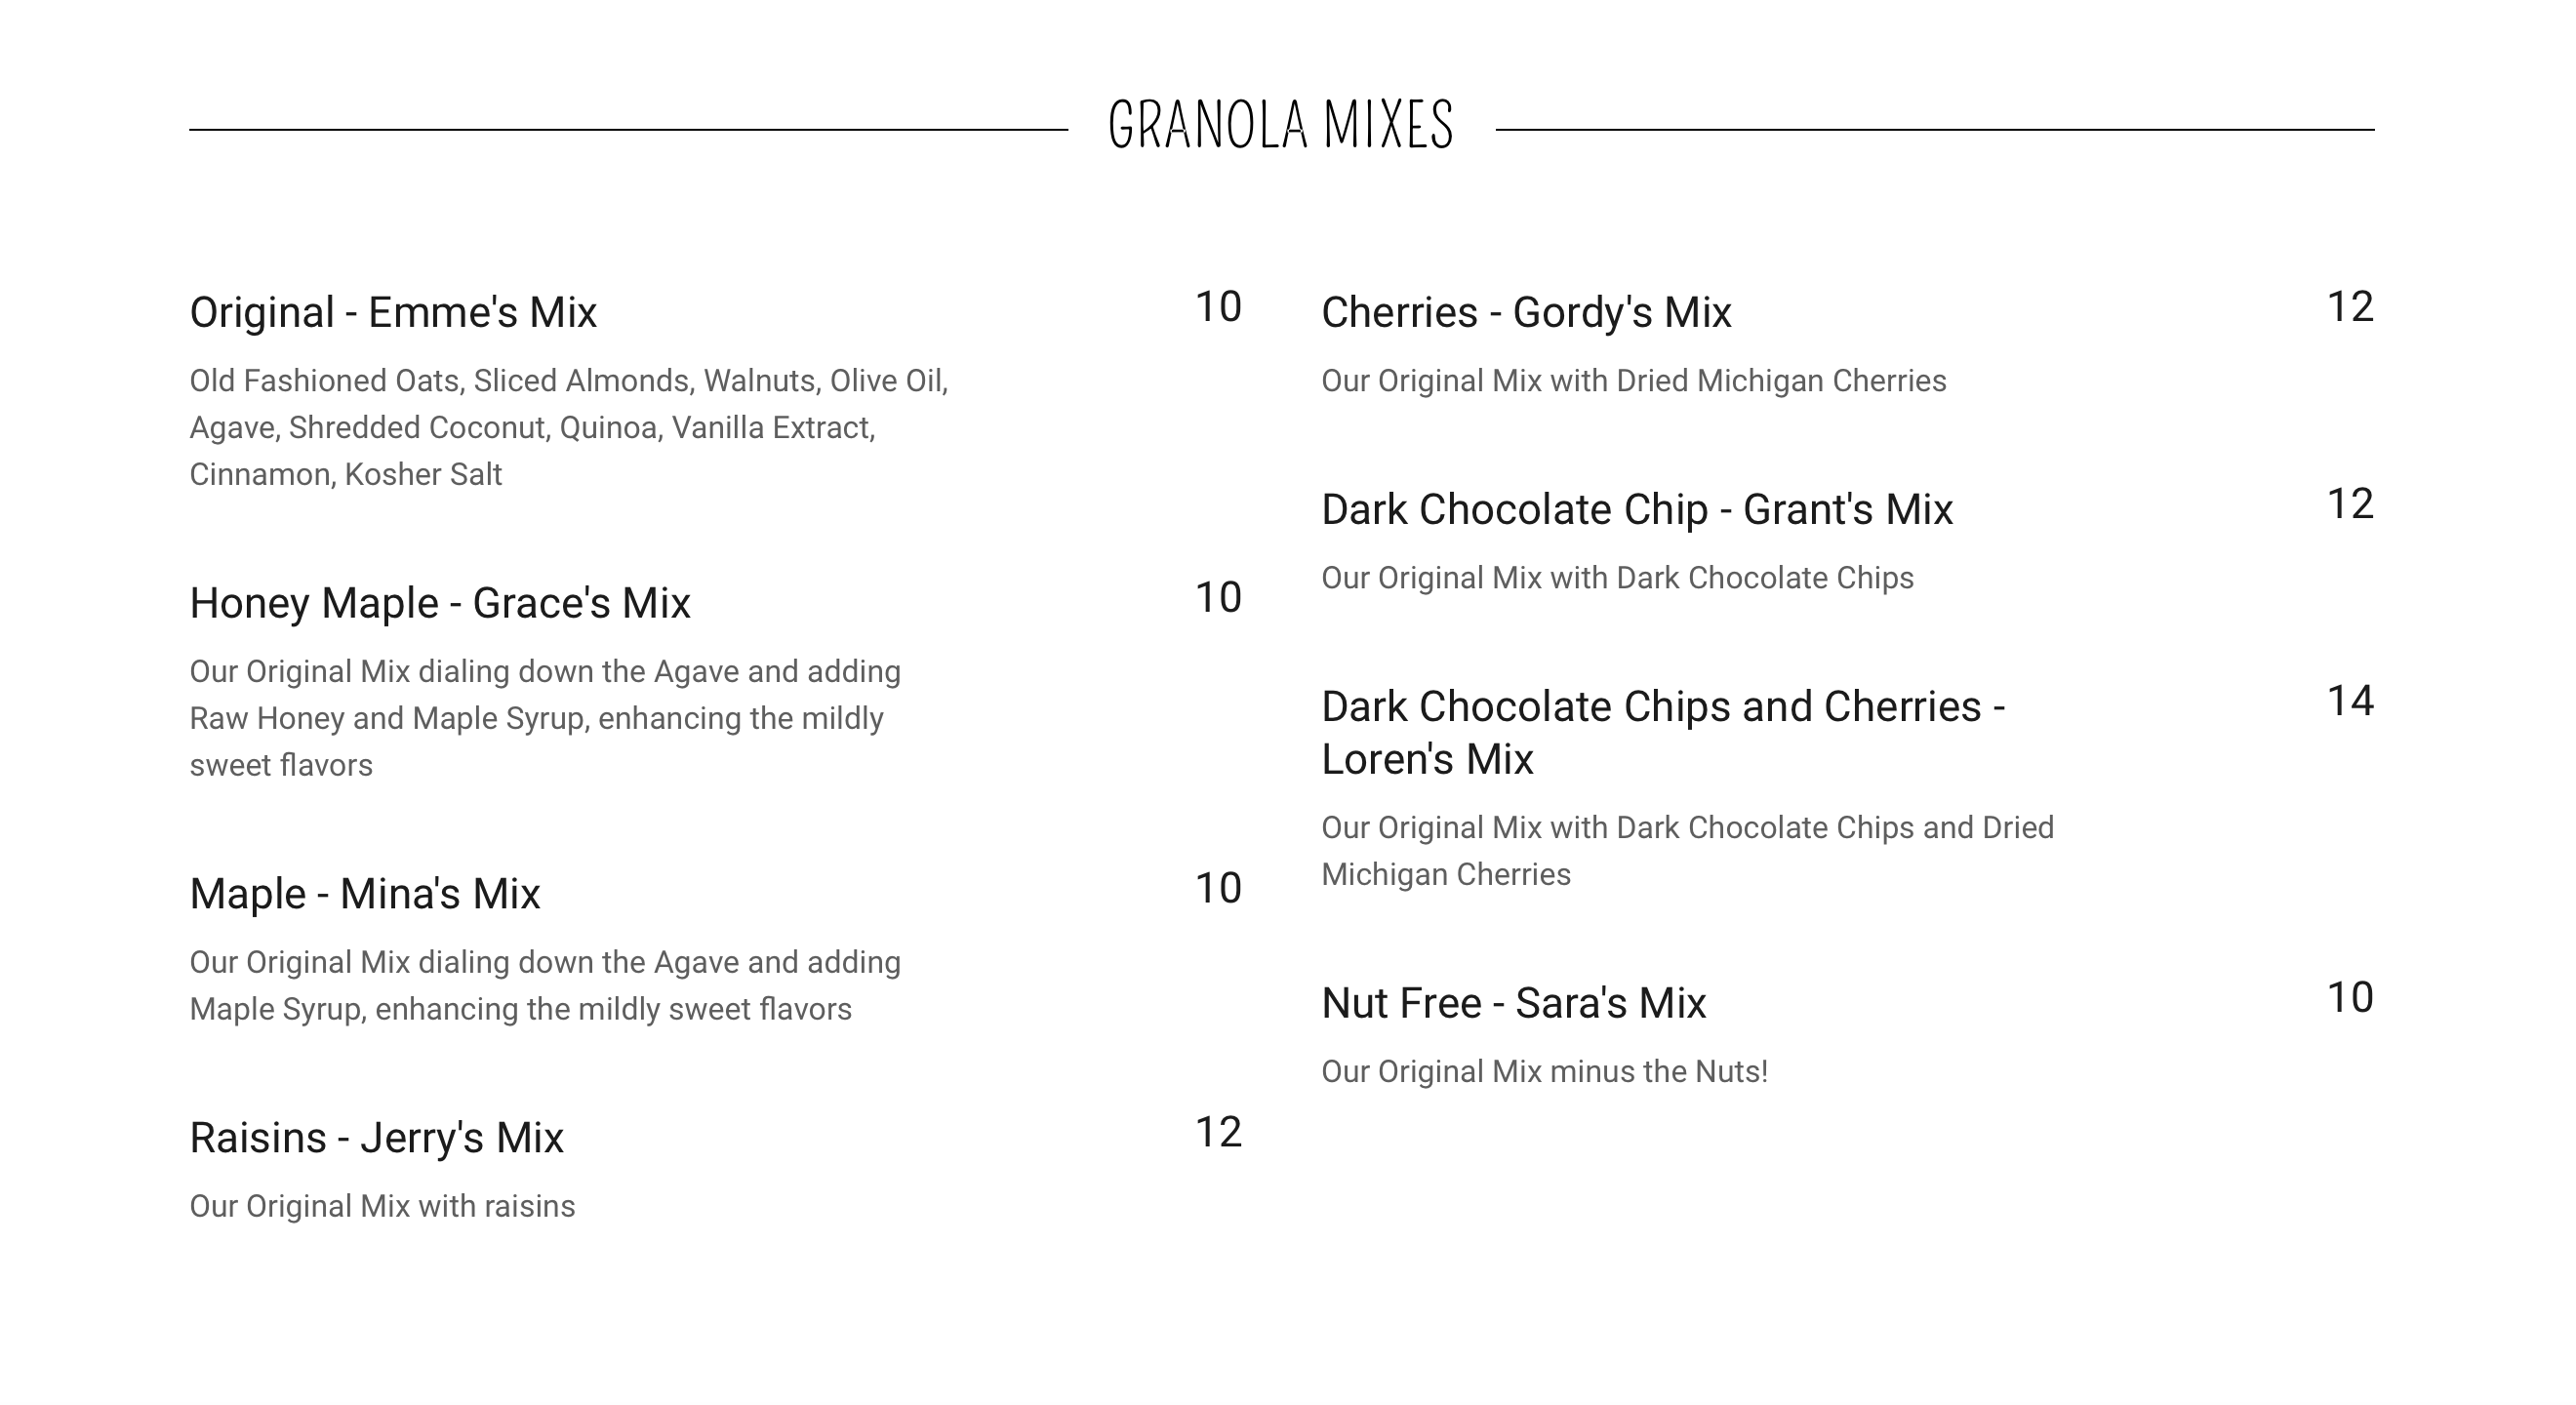 GRANOLA MIXES
Original - Emme's Mix
10
Old Fashioned Oats, Sliced Almonds, Walnuts, Olive Oil,
Agave, Shredded Coconut, Quinoa, Vanilla Extract,
Cinnamon, Kosher Salt
Honey Maple - Grace's Mix
10
Our Original Mix dialing down the Agave and adding
Raw Honey and Maple Syrup, enhancing the mildly
sweet flavors
Maple - Mina's Mix
10
Our Original Mix dialing down the Agave and adding
Maple Syrup, enhancing the mildly sweet flavors
Raisins - Jerry's Mix
12
Our Original Mix with raisins
Cherries - Gordy's Mix
12
Our Original Mix with Dried Michigan Cherries
Dark Chocolate Chip - Grant's Mix
12
Our Original Mix with Dark Chocolate Chips
Dark Chocolate Chips and Cherries -
14
Loren's Mix
Our Original Mix with Dark Chocolate Chips and Dried
Michigan Cherries
Nut Free - Sara's Mix
10
Our Original Mix minus the Nuts!